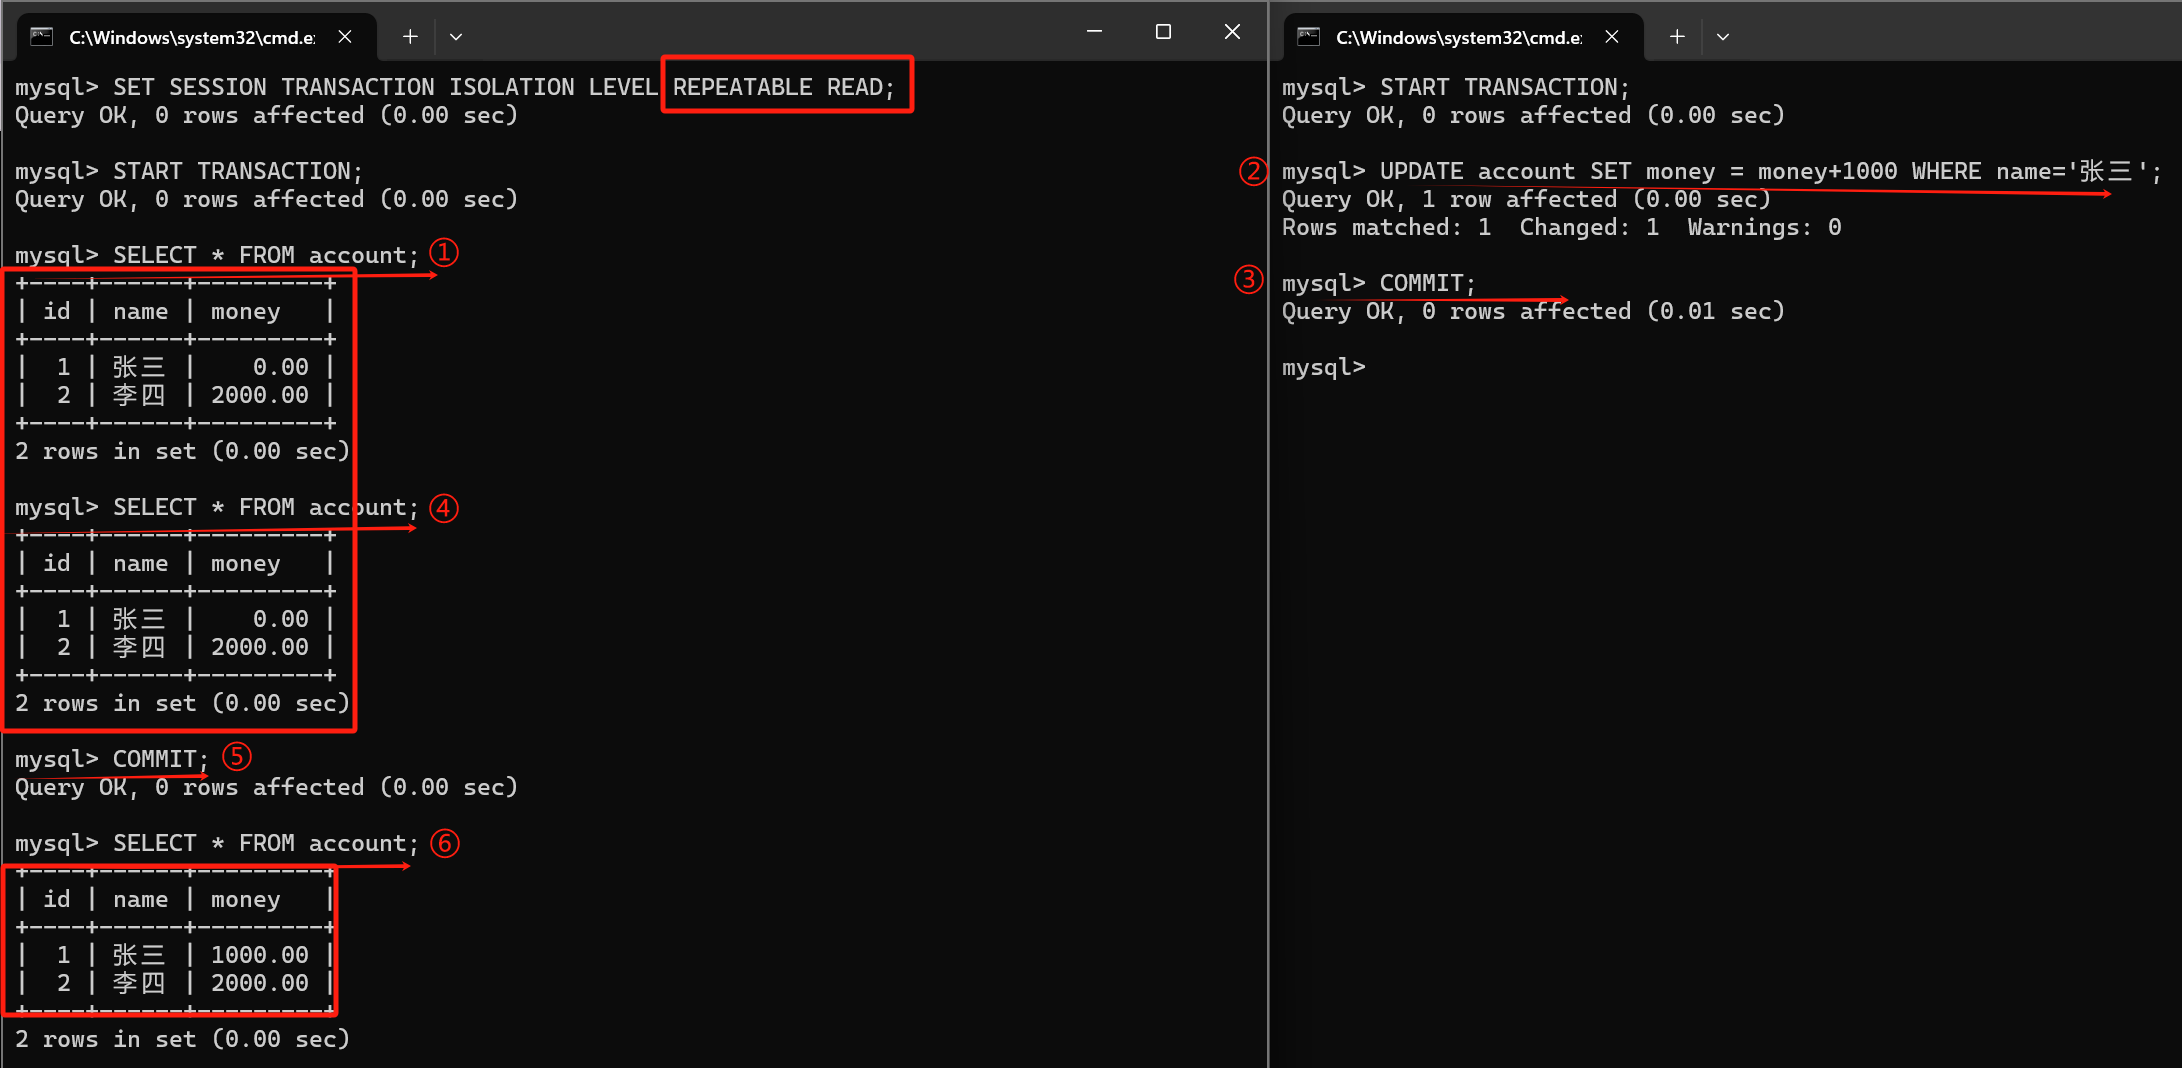 C:\Windows\system32\cmd.e:
mysql> SET SESSION TRANSACTION ISOLATION LEVEL REPEATABLE READ;
Query OK, 0 rows affected (0.00 sec)
mysql> START TRANSACTION;
Query OK, 0 rows affected (0.00 sec)
mysql> SELECT * FROM account; ①
+----+------+---------+
| id | name | money   |
+----+------+---------+
|  1 | 张三 |    0.00 |
|  2 | 李四 | 2000.00 |
+----+------+---------+
2 rows in set (0.00 sec)
mysql> SELECT * FROM account; ④
+----+------+---------+
| id | name | money   |
+----+------+---------+
|  1 | 张三 |    0.00 |
|  2 | 李四 | 2000.00 |
+----+------+---------+
2 rows in set (0.00 sec)
mysql> COMMIT; ⑤
Query OK, 0 rows affected (0.00 sec)
mysql> SELECT * FROM account; ⑥
+----+------+---------+
| id | name | money   |
+----+------+---------+
|  1 | 张三 | 1000.00 |
|  2 | 李四 | 2000.00 |
+----+------+---------+
2 rows in set (0.00 sec)
C:\Windows\system32\cmd.e:
mysql> START TRANSACTION;
Query OK, 0 rows affected (0.00 sec)
② mysql> UPDATE account SET money = money+1000 WHERE name='张三';
Query OK, 1 row affected (0.00 sec)
Rows matched: 1  Changed: 1  Warnings: 0
③ mysql> COMMIT;
Query OK, 0 rows affected (0.01 sec)
mysql>